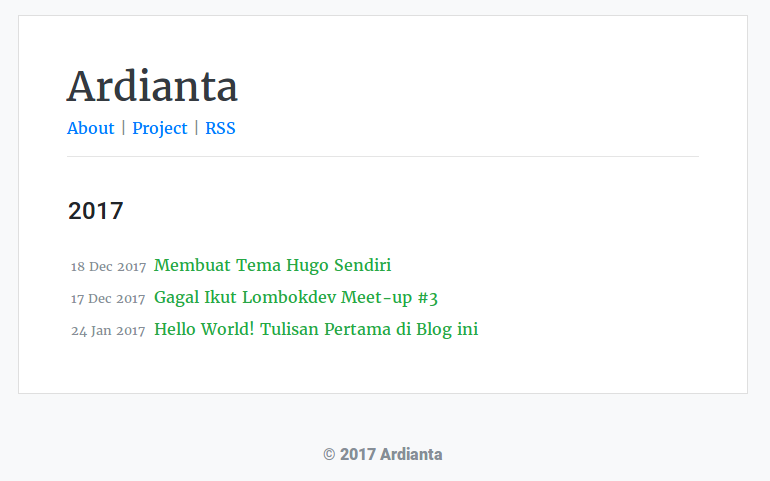 Ardianta
About | Project | RSS
2017
18 Dec 2017 Membuat Tema Hugo Sendiri
17 Dec 2017 Gagal Ikut Lombokdev Meet-up #3
24 Jan 2017 Hello World! Tulisan Pertama di Blog ini
© 2017 Ardianta